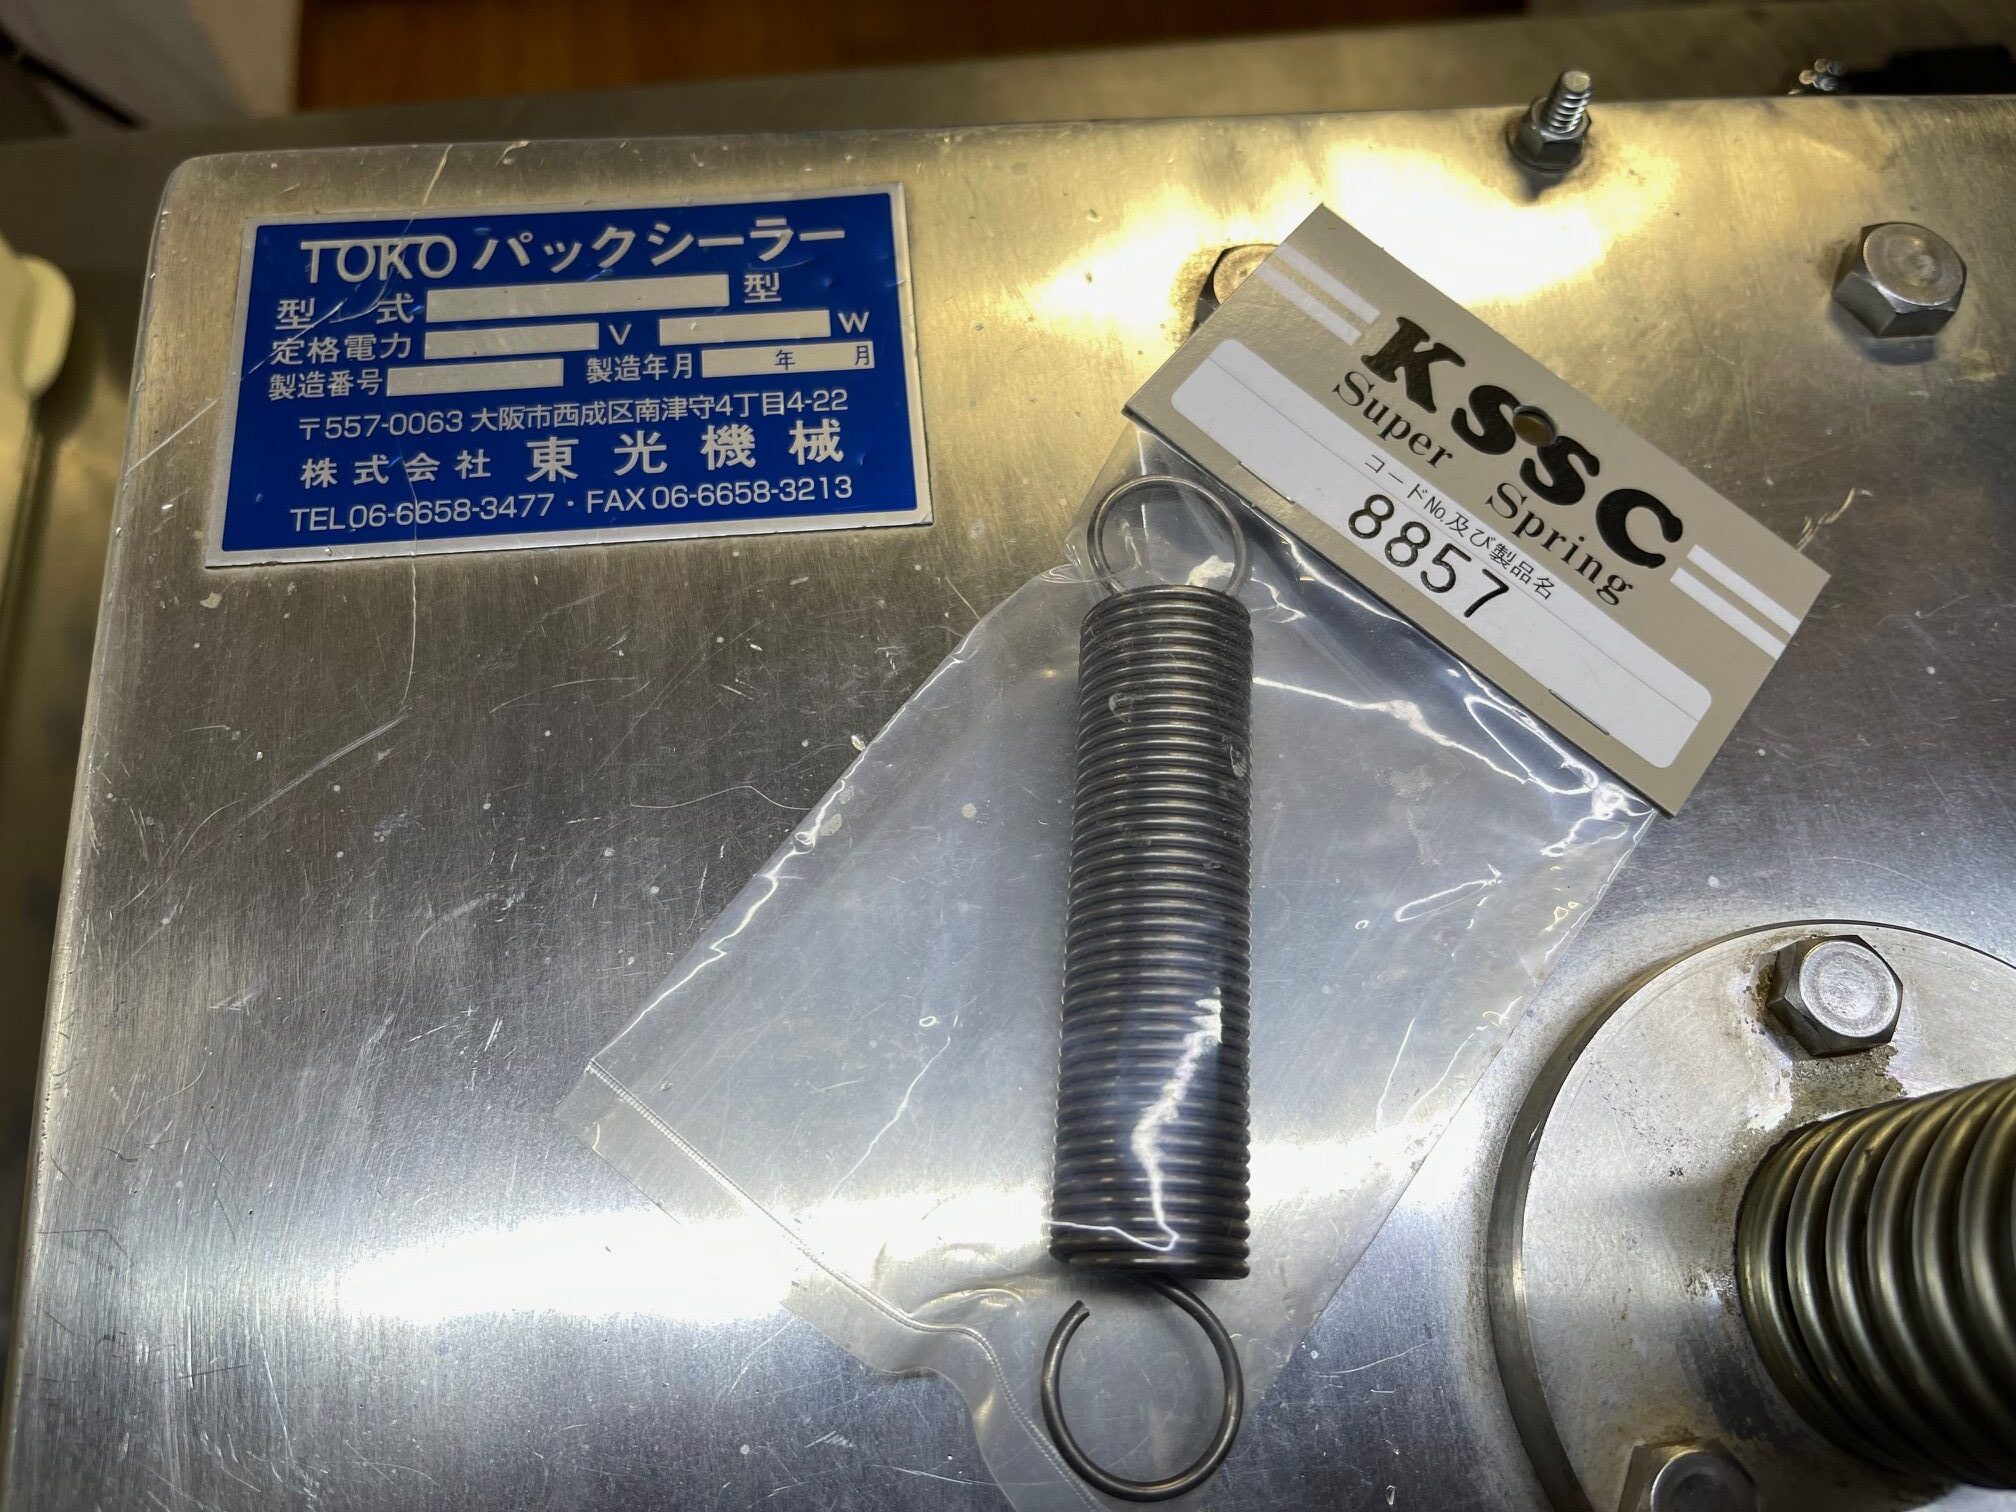 TOKO パックシーラー
型 式 型
定格電力 V W
製造番号 製造年月 年 月
〒557-0063 大阪市西成区南津守4丁目4-22
株式会社 東光機械
TEL 06-6658-3477・FAX 06-6658-3213
KSSC
Super Spring
コードNo.及び製品名
8857